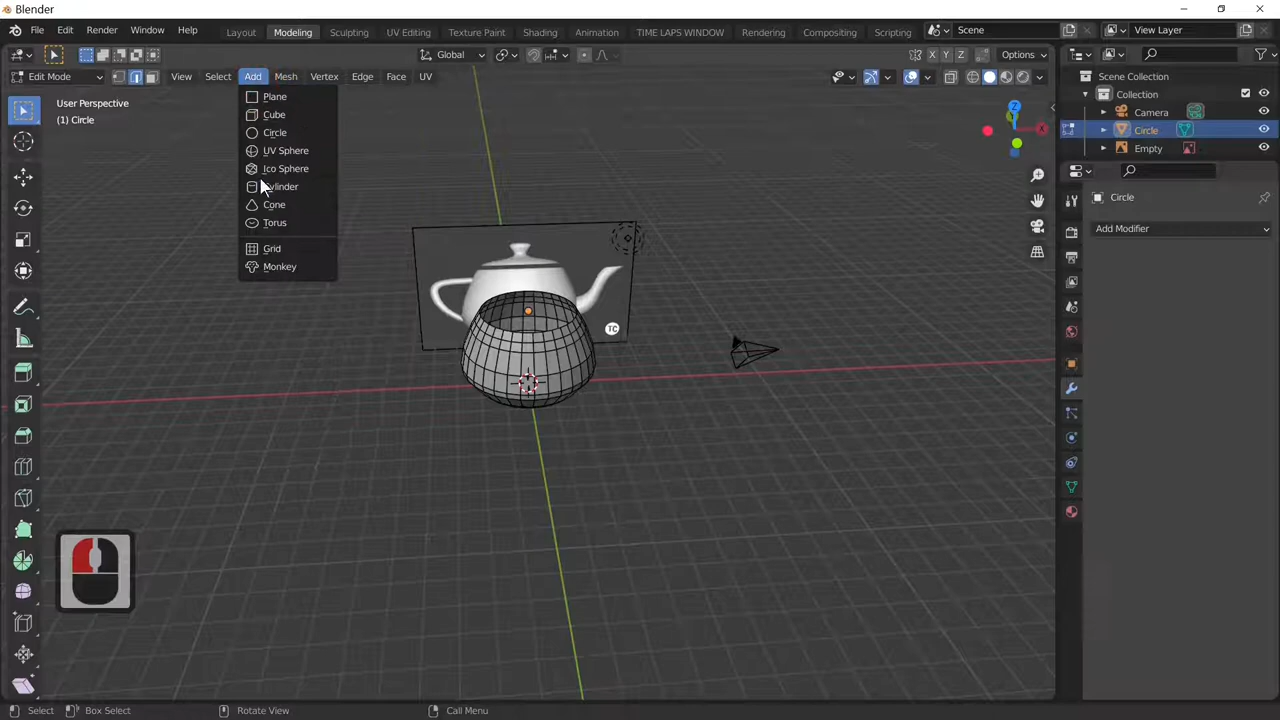 Blender
File Edit Render Window Help Layout Modeling Sculpting UV Editing Texture Paint Shading Animation TIME LAPS WINDOW Rendering Compositing Scripting Scene View Layer
Global X Y Z Options
Edit Mode View Select Add Mesh Vertex Edge Face UV
Scene Collection
Collection
Camera
Circle
Empty
User Perspective
(1) Circle
Plane
Cube
Circle
UV Sphere
Ico Sphere
Cylinder
Cone
Torus
Grid
Monkey
Z
X
TC
Circle
Add Modifier
Select Box Select Rotate View Call Menu